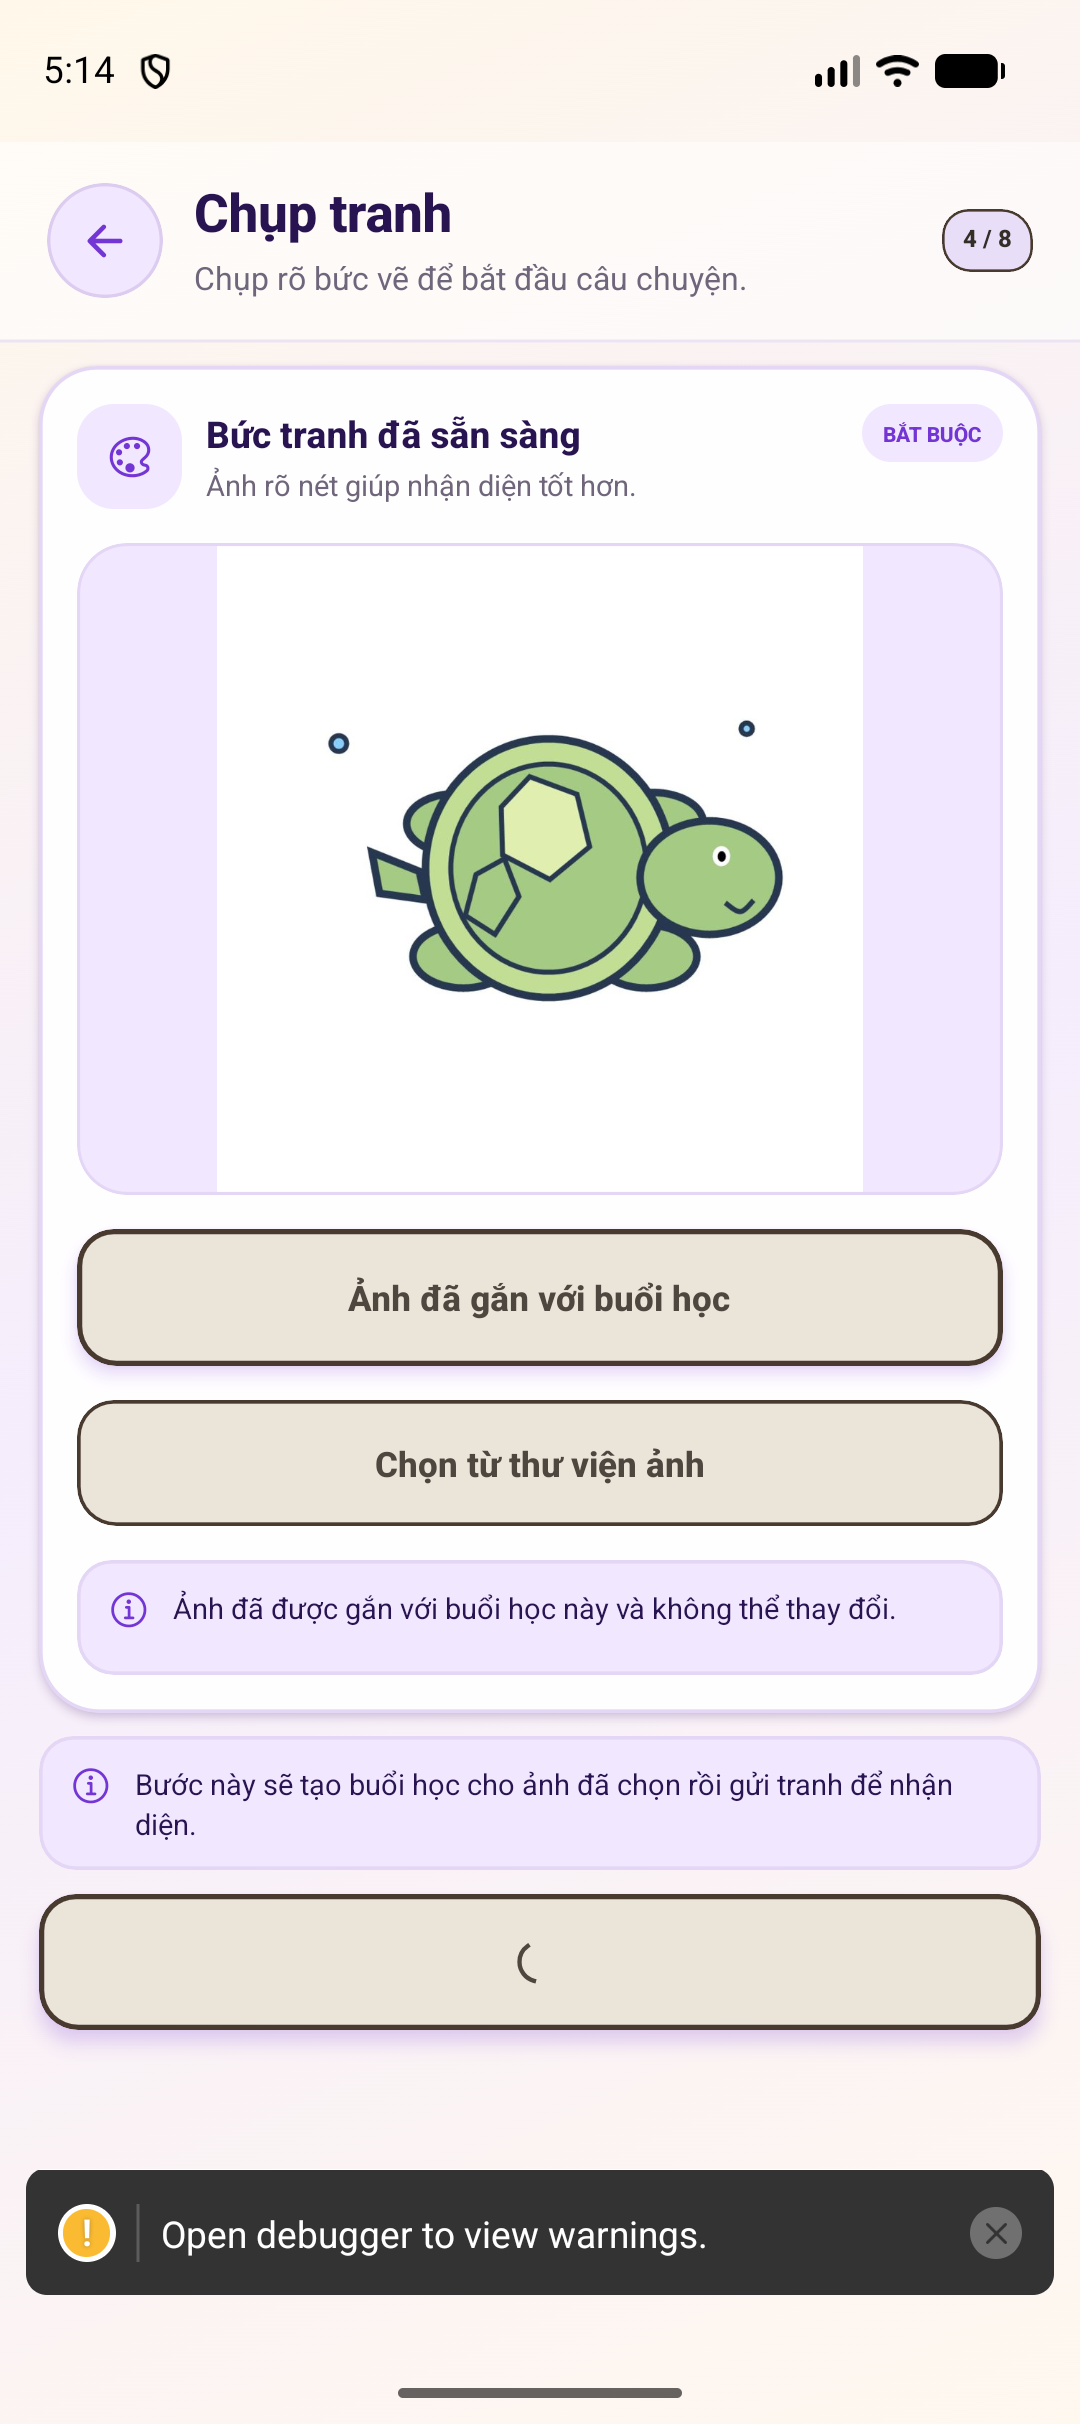 5:14
Chụp tranh
Chụp rõ bức vẽ để bắt đầu câu chuyện.
4 / 8
Bức tranh đã sẵn sàng
Ảnh rõ nét giúp nhận diện tốt hơn.
BẮT BUỘC
Ảnh đã gắn với buổi học
Chọn từ thư viện ảnh
Ảnh đã được gắn với buổi học này và không thể thay đổi.
Bước này sẽ tạo buổi học cho ảnh đã chọn rồi gửi tranh để nhận
diện.
Open debugger to view warnings.